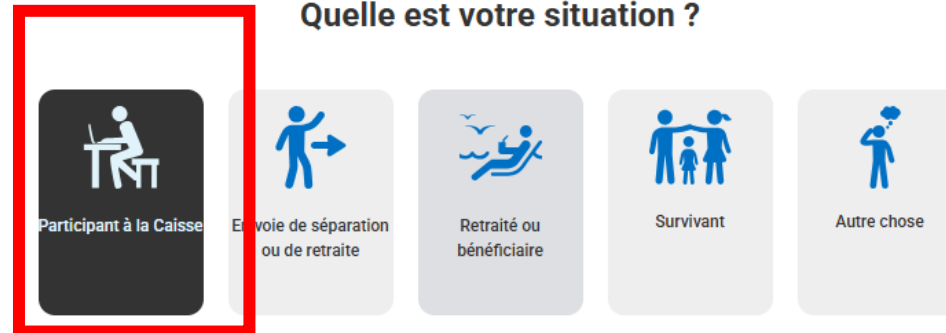 Quelle est votre situation ?
Participant à la Caisse
En voie de séparation
ou de retraite
Retraité ou
bénéficiaire
Survivant
Autre chose